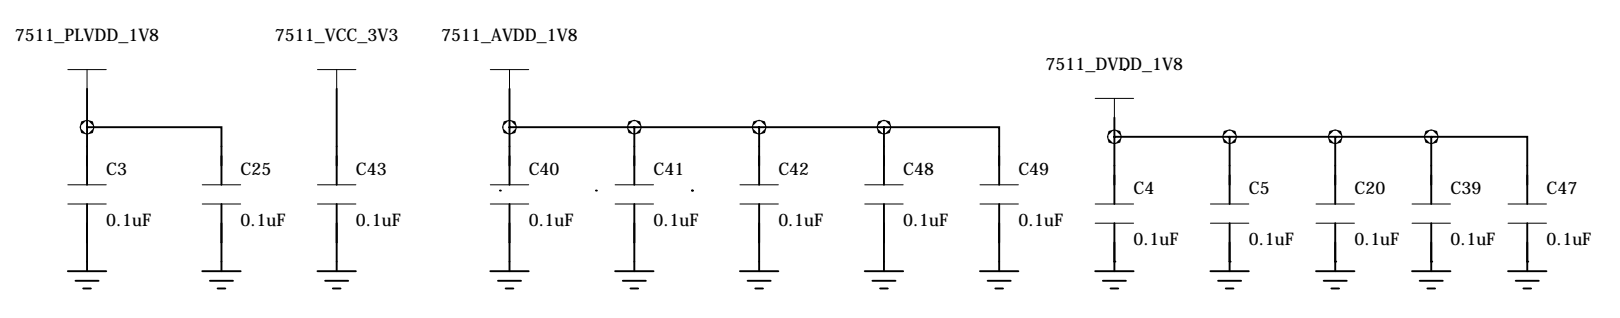 7511_PLVDD_1V8
7511_VCC_3V3
7511_AVDD_1V8
7511_DVDD_1V8
C3
C25
C43
C40
C41
C42
C48
C49
C4
C5
C20
C39
C47
0.1uF
0.1uF
0.1uF
0.1uF
0.1uF
0.1uF
0.1uF
0.1uF
0.1uF
0.1uF
0.1uF
0.1uF
0.1uF